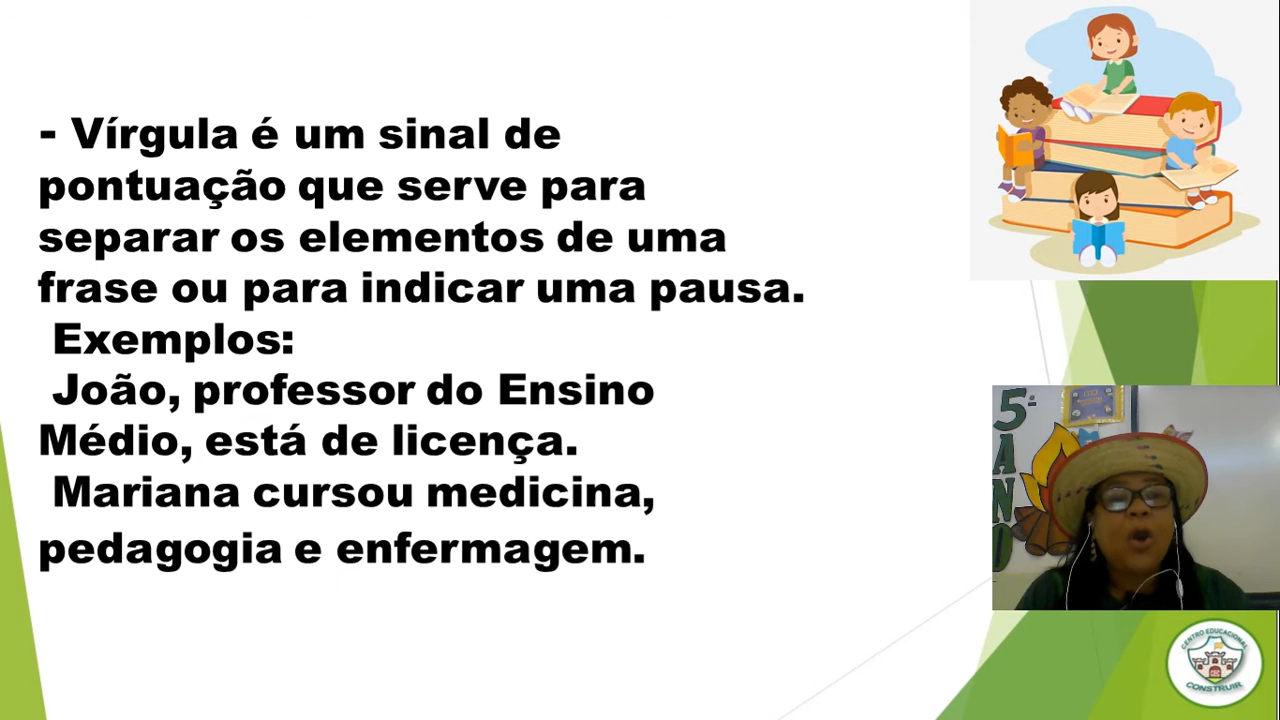 - Vírgula é um sinal de
pontuação que serve para
separar os elementos de uma
frase ou para indicar uma pausa.
Exemplos:
João, professor do Ensino
Médio, está de licença.
Mariana cursou medicina,
pedagogia e enfermagem.
5º
ANO
CENTRO EDUCACIONAL
CONSTRUIR